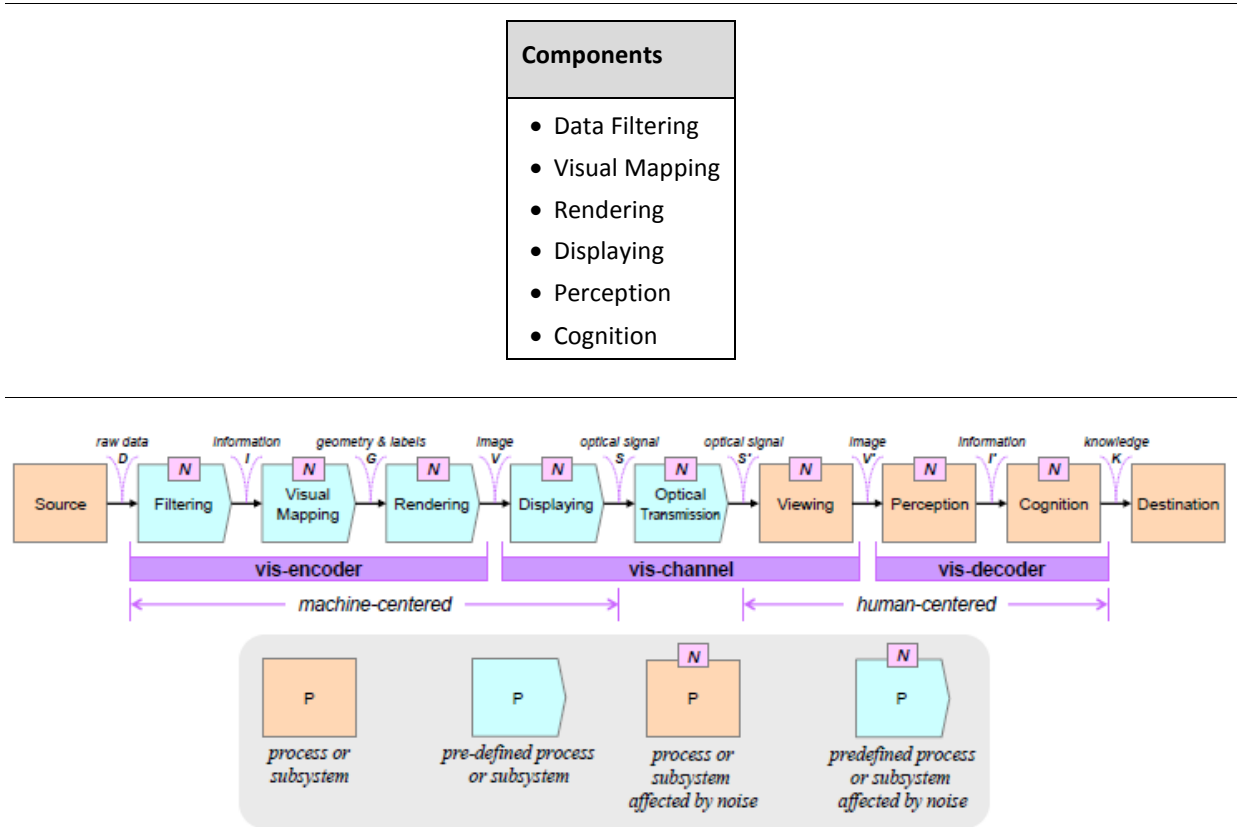 Components
• Data Filtering
• Visual Mapping
• Rendering
• Displaying
• Perception
• Cognition
raw data
D
information
I
geometry & labels
G
image
V
optical signal
S
optical signal
S'
image
V'
information
I'
knowledge
K
Source
N
Filtering
N
Visual
Mapping
N
Rendering
N
Displaying
N
Optical
Transmission
N
Viewing
N
Perception
N
Cognition
Destination
vis-encoder
vis-channel
vis-decoder
machine-centered
human-centered
P
process or
subsystem
P
pre-defined process
or subsystem
N
P
process or
subsystem
affected by noise
N
P
predefined process
or subsystem
affected by noise